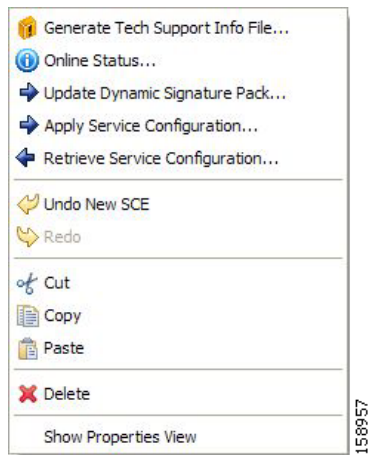 Generate Tech Support Info File...
Online Status...
Update Dynamic Signature Pack...
Apply Service Configuration...
Retrieve Service Configuration...
Undo New SCE
Redo
Cut
Copy
Paste
Delete
Show Properties View
158957